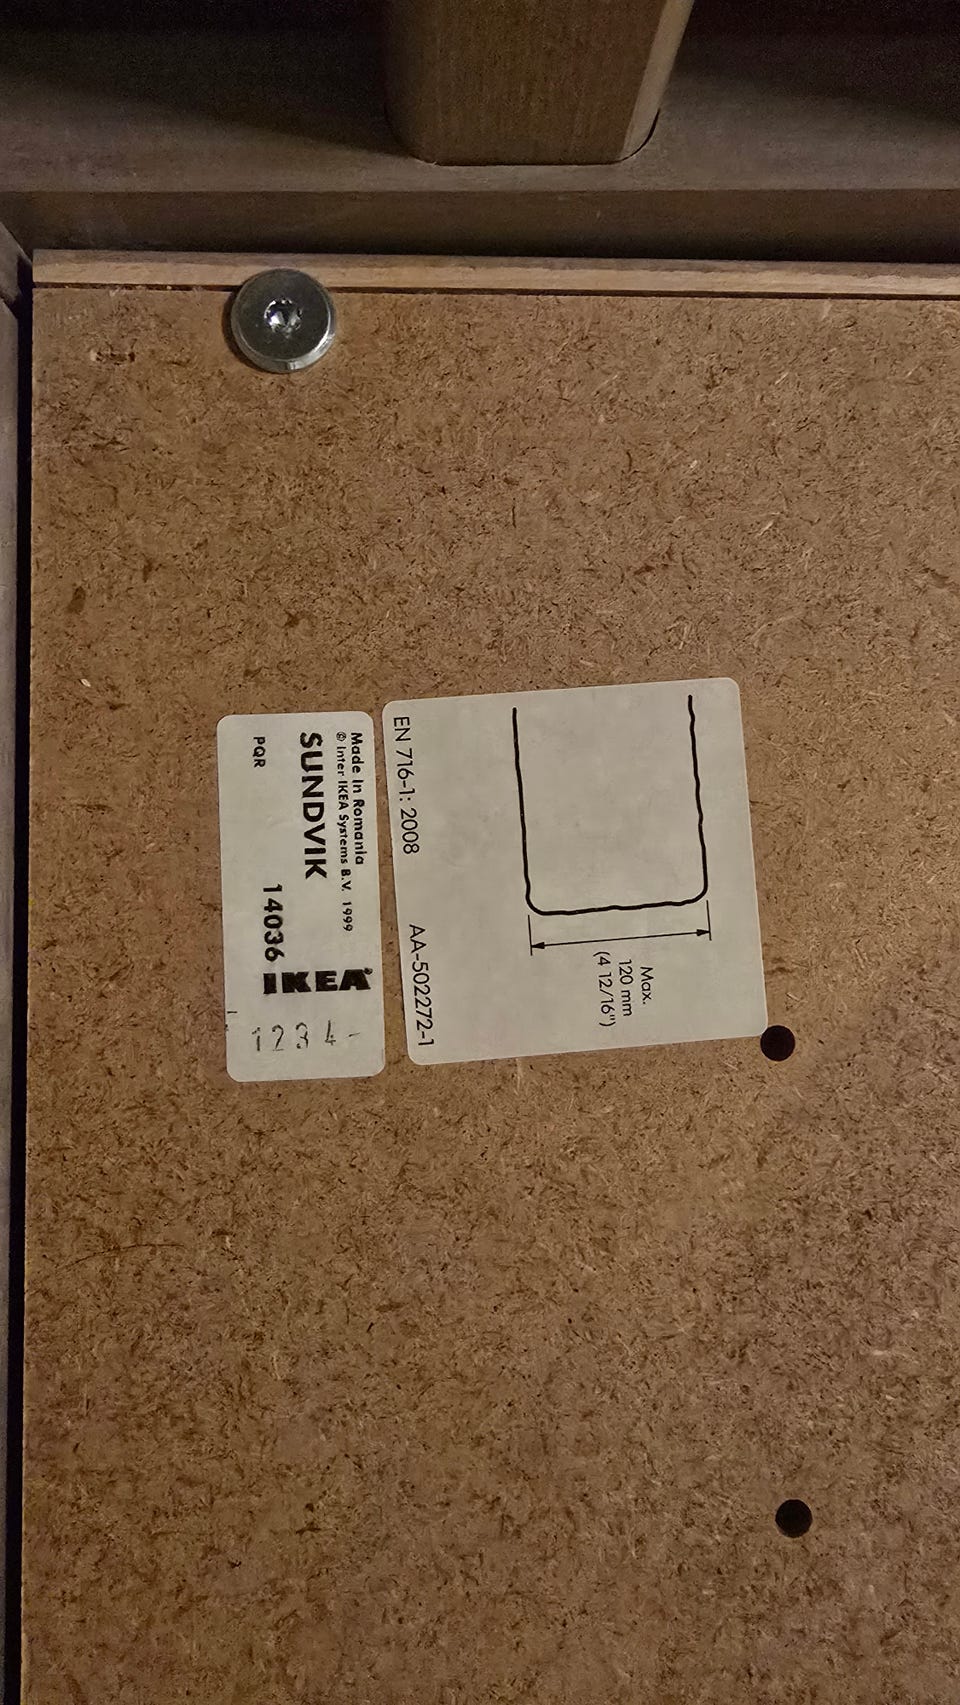 Max.
120 mm
(4 12/16")
EN 716-1: 2008 AA-502272-1
Made in Romania
© Inter IKEA Systems B.V. 1999
SUNDVIK
IKEA®
PQR 14036
1234-